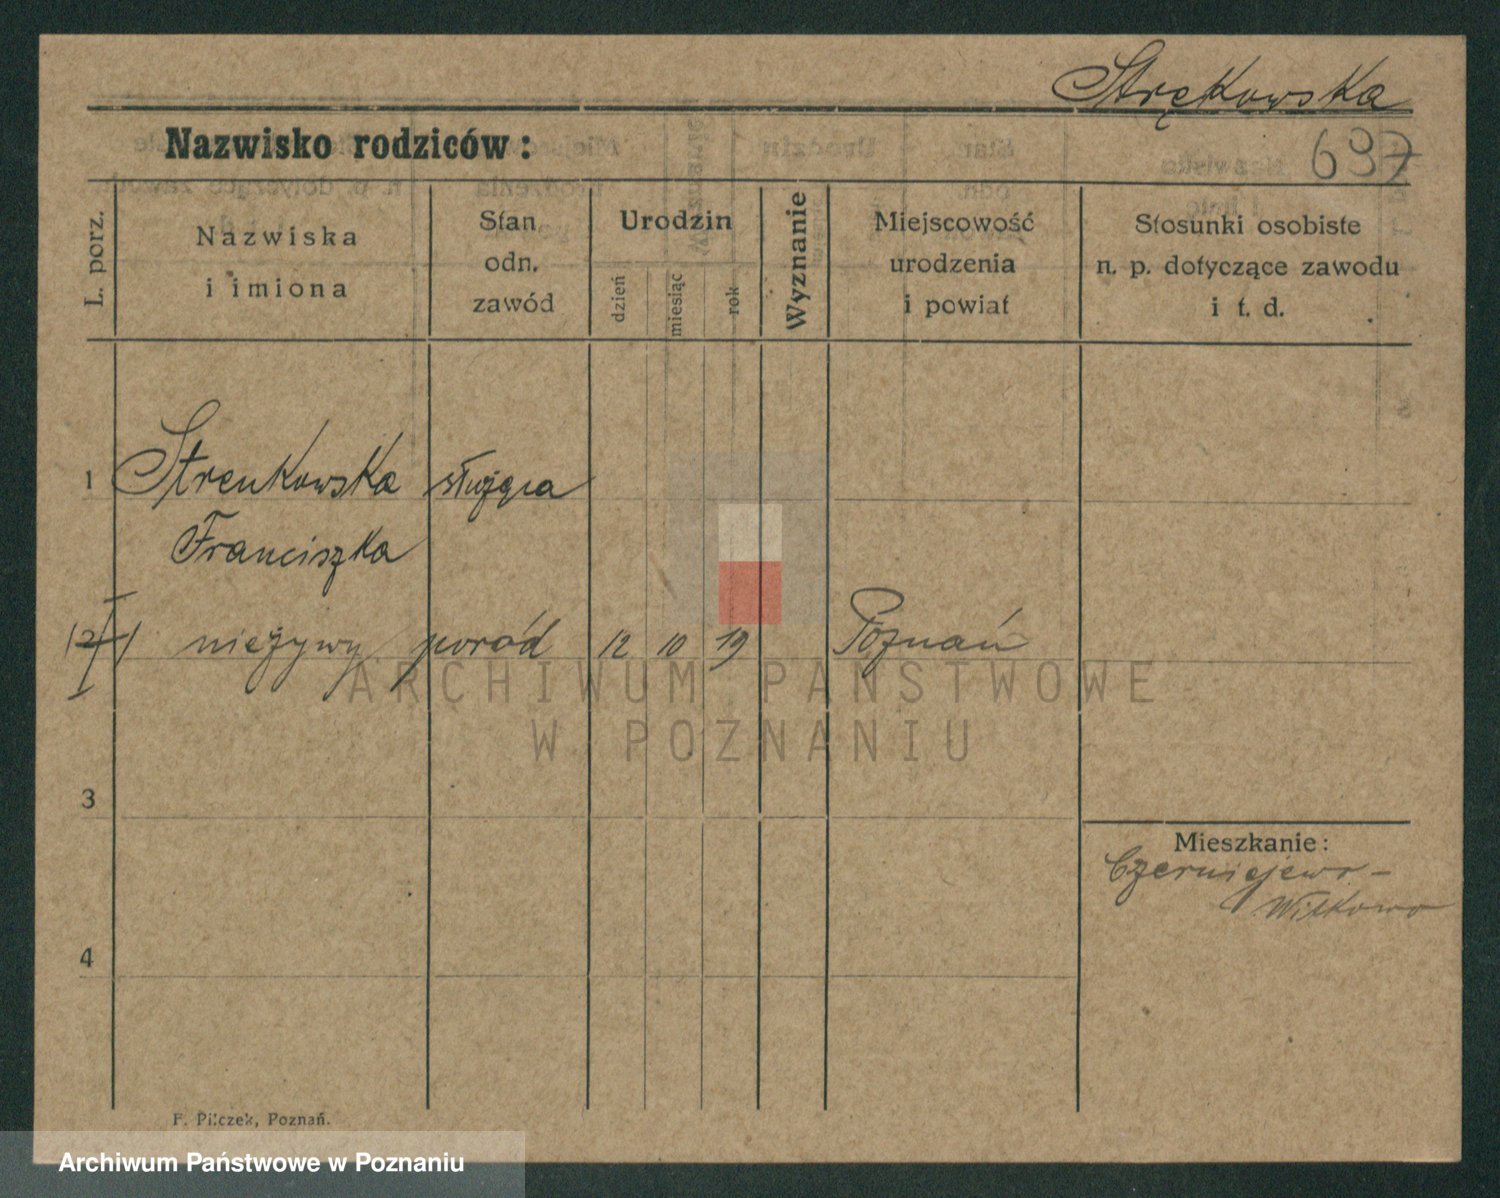 Strękowska
Nazwisko rodziców:
697
L. porz.
Nazwiska
i imiona
Stan
odn.
zawód
Urodzin
dzień
miesiąc
rok
Wyznanie
Miejscowość
urodzenia
i powiat
Stosunki osobiste
n. p. dotyczące zawodu
i t. d.
1 Strenkowska służąca
Franciszka
2 nieżywy poród 12 10 19 Poznań
ARCHIWUM PAŃSTWOWE
W POZNANIU
3
Mieszkanie:
Czerniejewo-
Witkowo
4
F. Pilczek, Poznań.
Archiwum Państwowe w Poznaniu